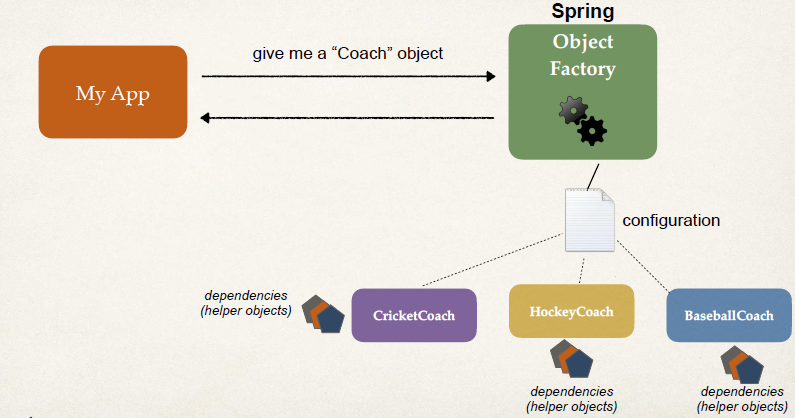 Spring
Object
Factory
My App
give me a “Coach” object
configuration
dependencies
(helper objects)
CricketCoach
HockeyCoach
BaseballCoach
dependencies
(helper objects)
dependencies
(helper objects)